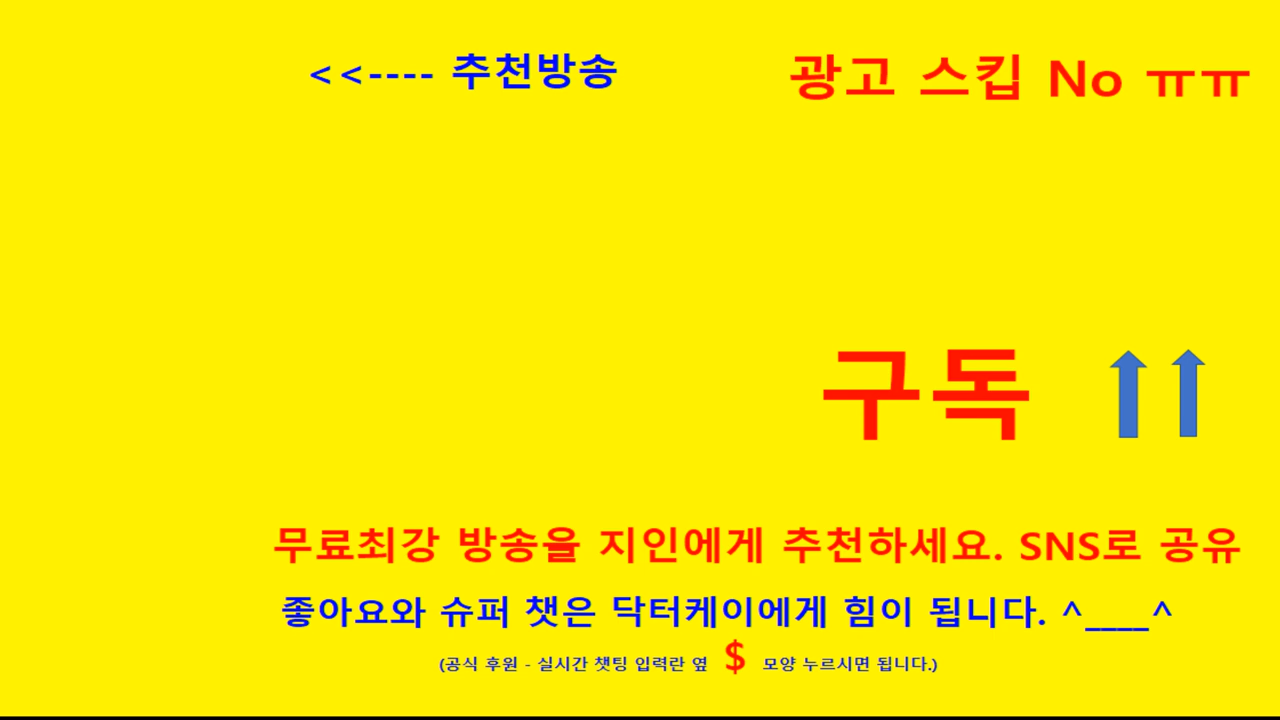 <<---- 추천방송
광고 스킵 No ㅠㅠ
구독
무료최강 방송을 지인에게 추천하세요. SNS로 공유
좋아요와 슈퍼 챗은 닥터케이에게 힘이 됩니다. ^____^
(공식 후원 - 실시간 챗팅 입력란 옆 $ 모양 누르시면 됩니다.)